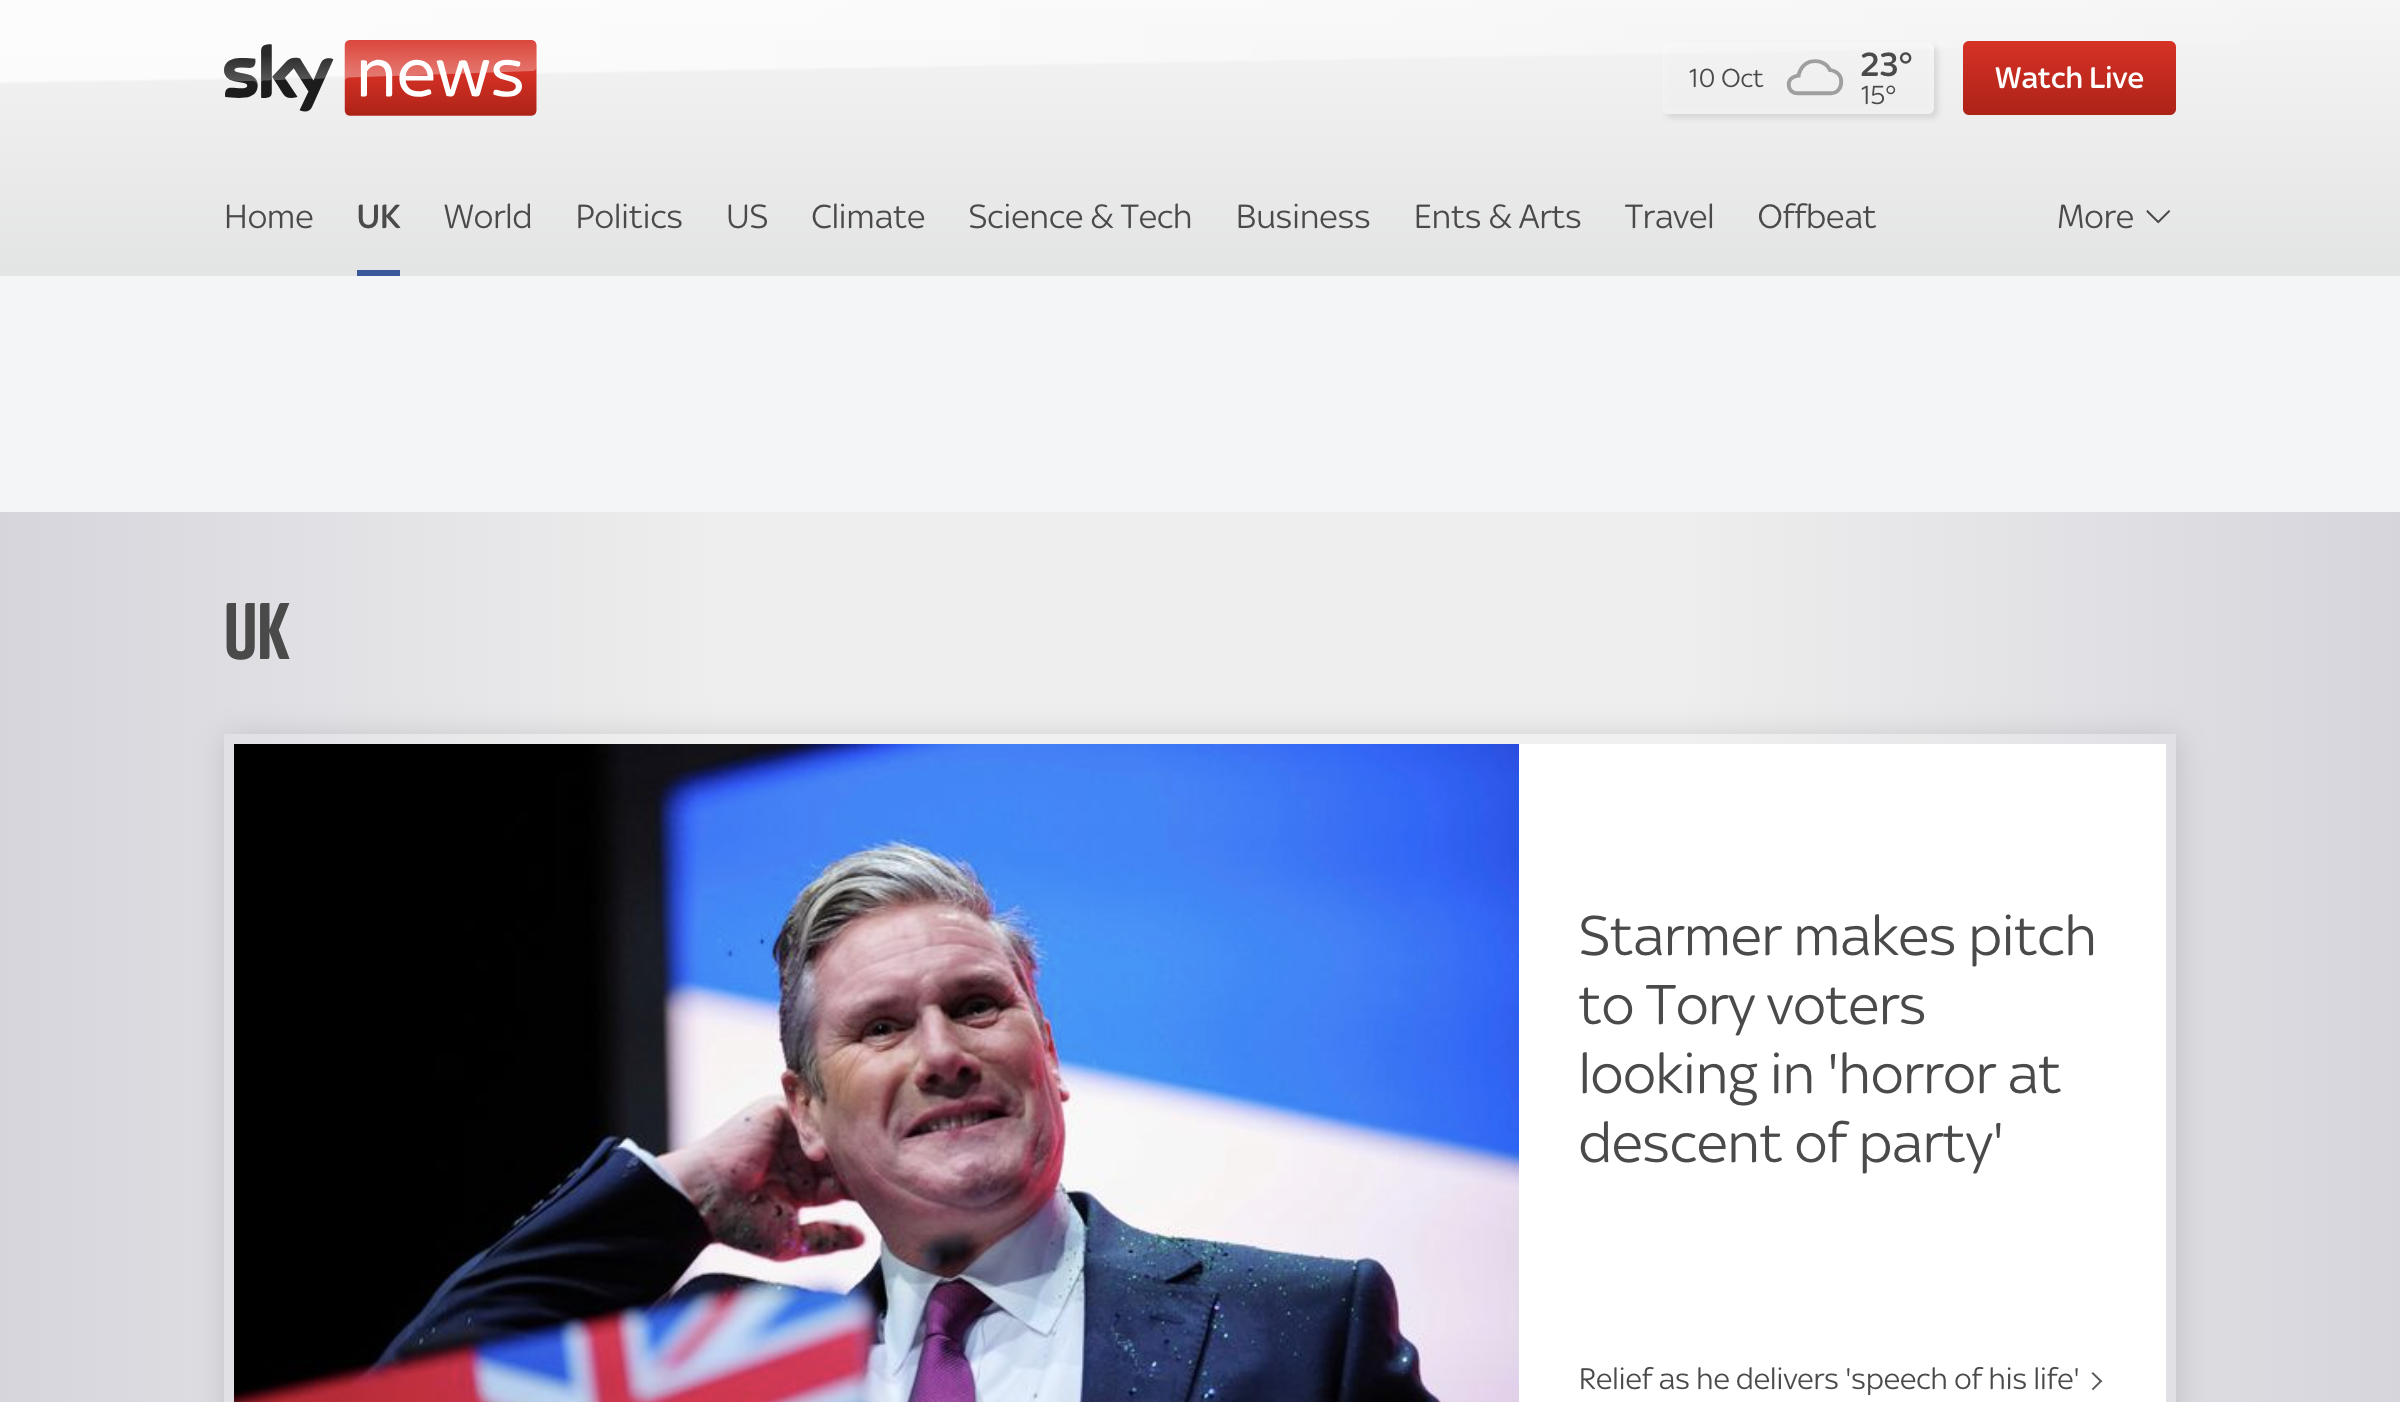 sky news
10 Oct
23°
15°
Watch Live
Home UK World Politics US Climate Science & Tech Business Ents & Arts Travel Offbeat More
UK
Starmer makes pitch
to Tory voters
looking in 'horror at
descent of party'
Relief as he delivers 'speech of his life'